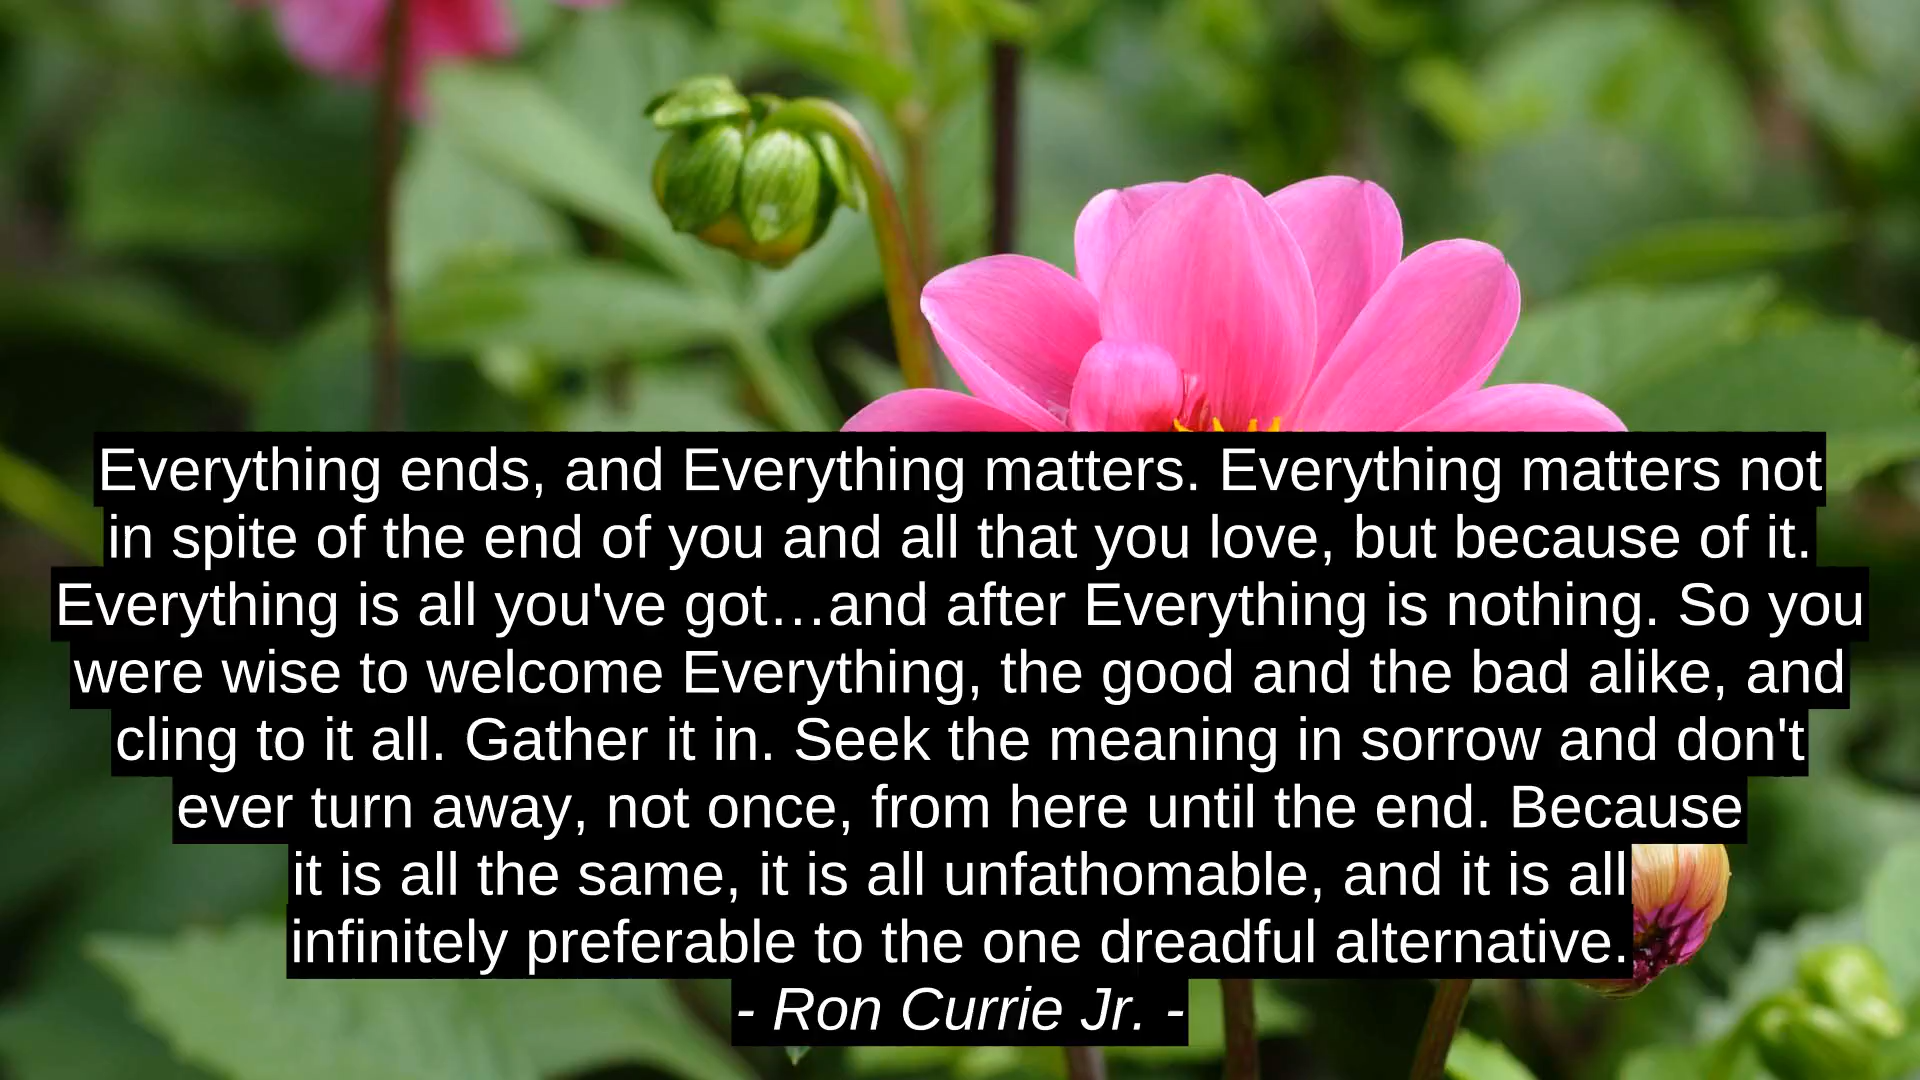 Everything ends, and Everything matters. Everything matters not
in spite of the end of you and all that you love, but because of it.
Everything is all you've got…and after Everything is nothing. So you
were wise to welcome Everything, the good and the bad alike, and
cling to it all. Gather it in. Seek the meaning in sorrow and don't
ever turn away, not once, from here until the end. Because
it is all the same, it is all unfathomable, and it is all
infinitely preferable to the one dreadful alternative.
- Ron Currie Jr. -